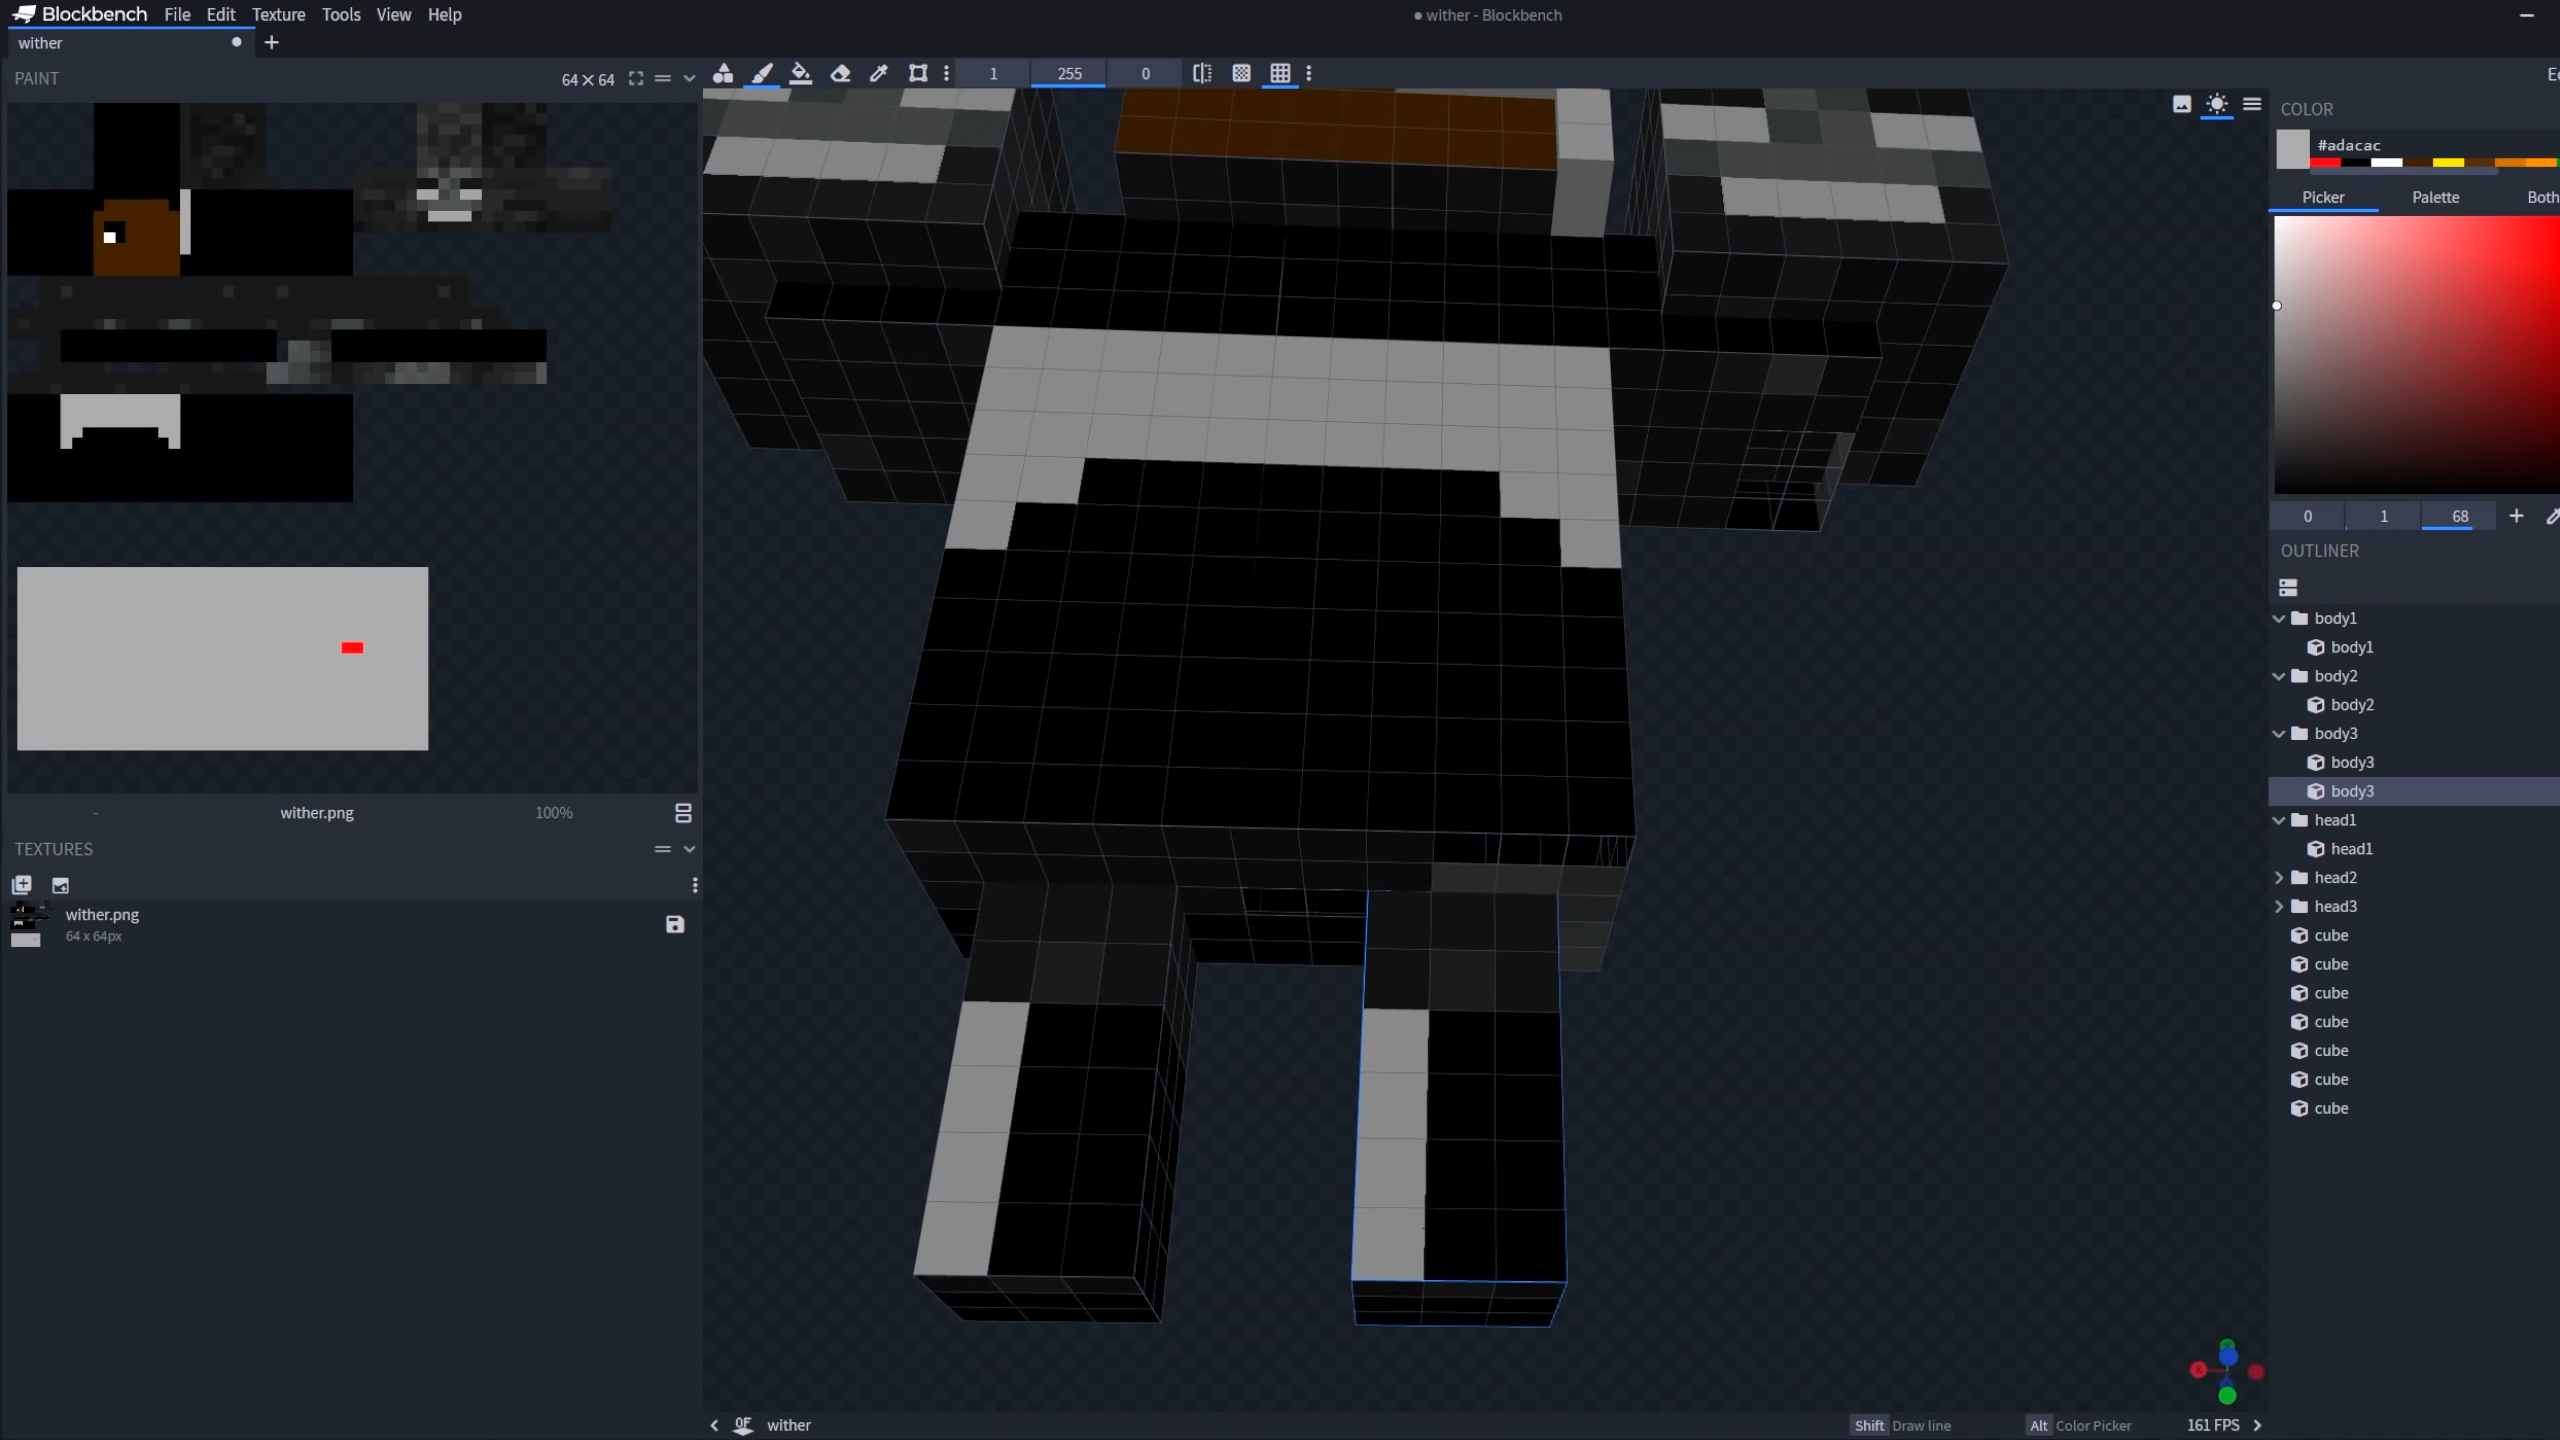 Blockbench File Edit Texture Tools View Help
wither - Blockbench
wither
PAINT
64 × 64
1 255 0
COLOR
#adacac
Picker Palette Both
0 1 68
OUTLINER
body1
body1
body2
body2
body3
body3
body3
head1
head1
head2
head3
cube
cube
cube
cube
cube
cube
cube
- wither.png 100%
TEXTURES
wither.png
64 x 64px
wither
Shift Draw line
Alt Color Picker
161 FPS